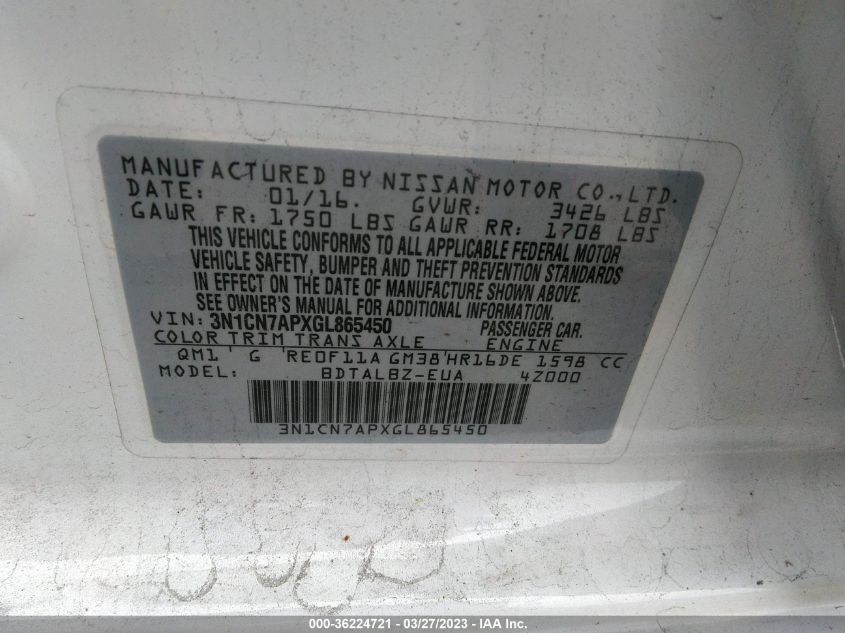 MANUFACTURED BY NISSAN MOTOR CO., LTD.
DATE: 01/16. GVWR: 3426 LBS
GAWR FR: 1750 LBS GAWR RR: 1708 LBS
THIS VEHICLE CONFORMS TO ALL APPLICABLE FEDERAL MOTOR
VEHICLE SAFETY, BUMPER AND THEFT PREVENTION STANDARDS
IN EFFECT ON THE DATE OF MANUFACTURE SHOWN ABOVE.
SEE OWNER'S MANUAL FOR ADDITIONAL INFORMATION.
VIN: 3N1CN7APXGL865450 PASSENGER CAR.
COLOR TRIM TRANS AXLE ENGINE
QM1 G RE0F11A GM38 HR16DE 1598 CC
MODEL: BDTALBZ-EUA 4Z000
3N1CN7APXGL865450
000-36224721 - 03/27/2023 - IAA Inc.